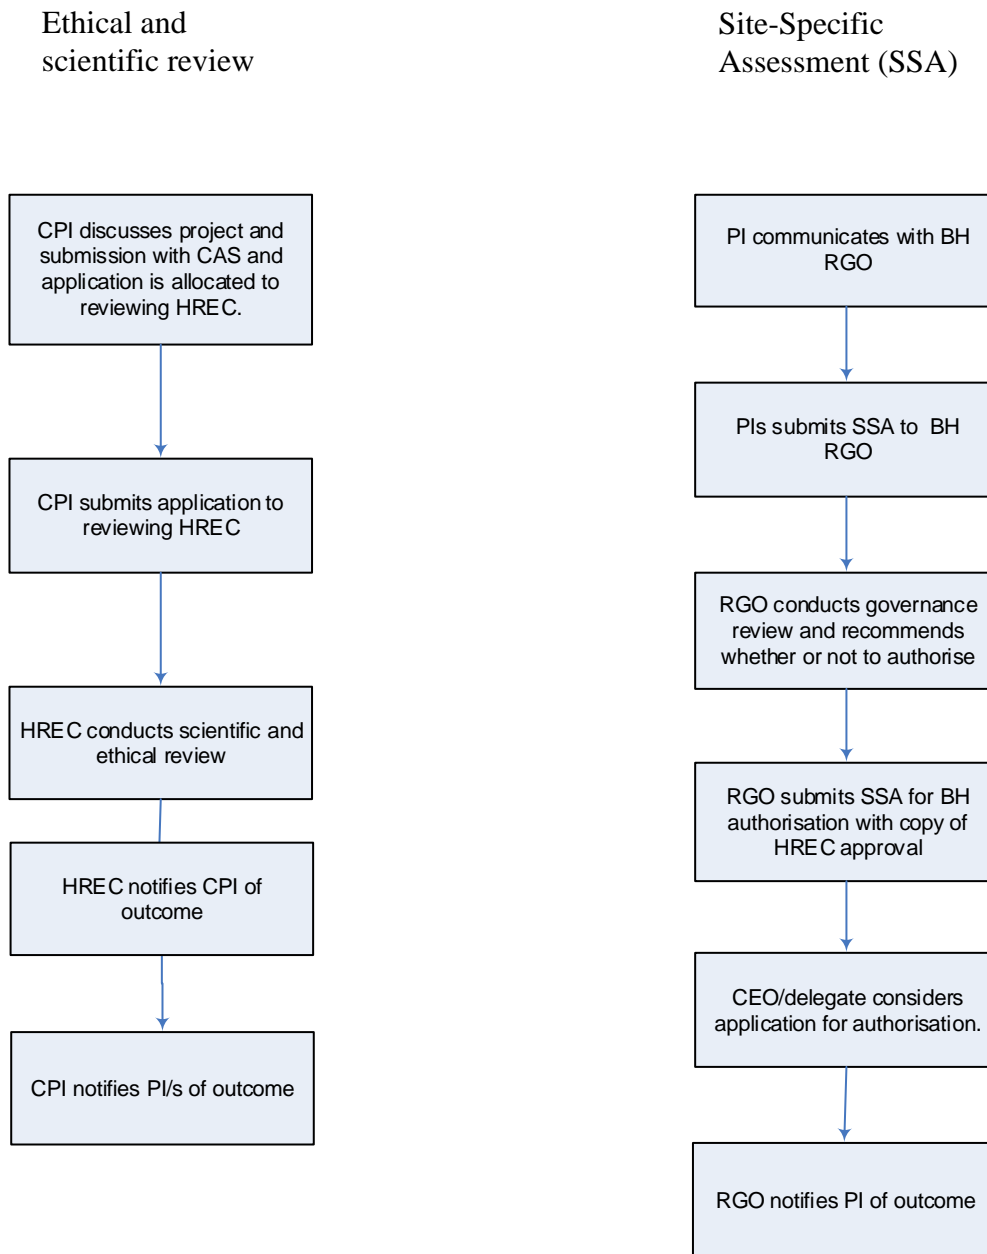 Ethical and
scientific review
CPI discusses project and
submission with CAS and
application is allocated to
reviewing HREC.
CPI submits application to
reviewing HREC
HREC conducts scientific and
ethical review
HREC notifies CPI of
outcome
CPI notifies PI/s of outcome
Site-Specific
Assessment (SSA)
PI communicates with BH
RGO
PIs submits SSA to BH
RGO
RGO conducts governance
review and recommends
whether or not to authorise
RGO submits SSA for BH
authorisation with copy of
HREC approval
CEO/delegate considers
application for authorisation.
RGO notifies PI of outcome